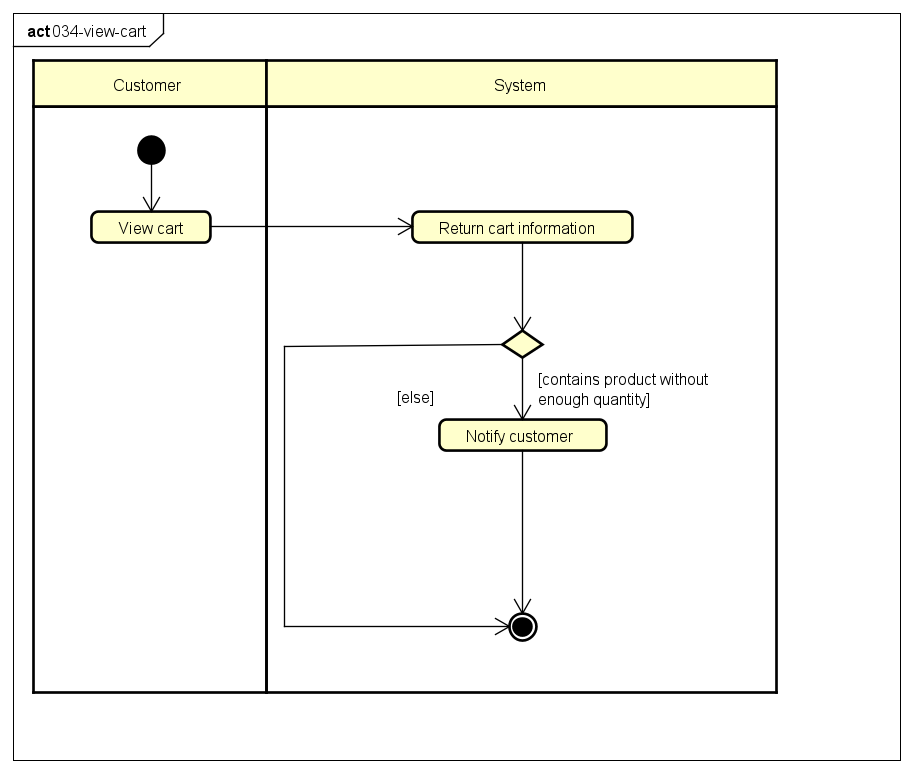 act 034-view-cart
Customer
System
View cart
Return cart information
[contains product without
enough quantity]
[else]
Notify customer